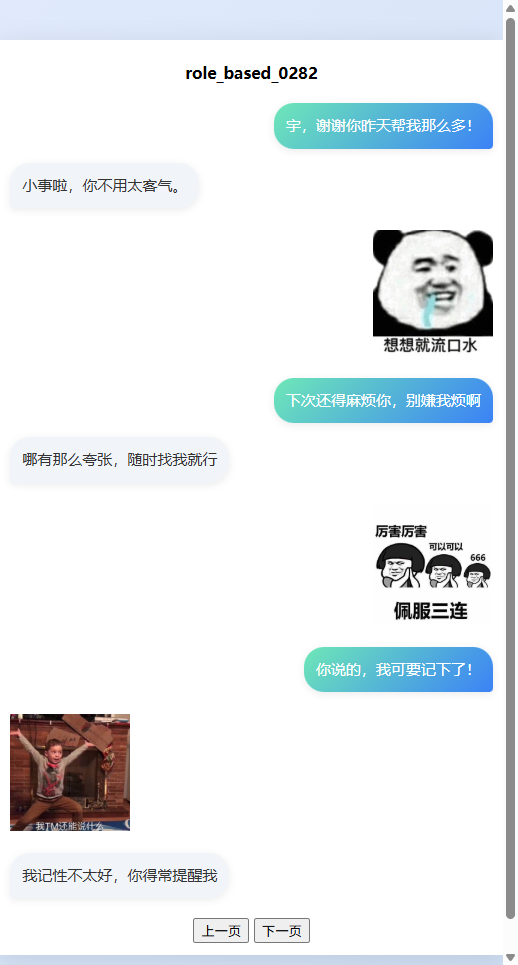 role_based_0282
宇，谢谢你昨天帮我那么多！
小事啦，你不用太客气。
想想就流口水
下次还得麻烦你，别嫌我烦啊
哪有那么夸张，随时找我就行
厉害厉害
可以可以
666
佩服三连
你说的，我可要记下了！
我TM还能说什么
我记性不太好，你得常提醒我
上一页 下一页